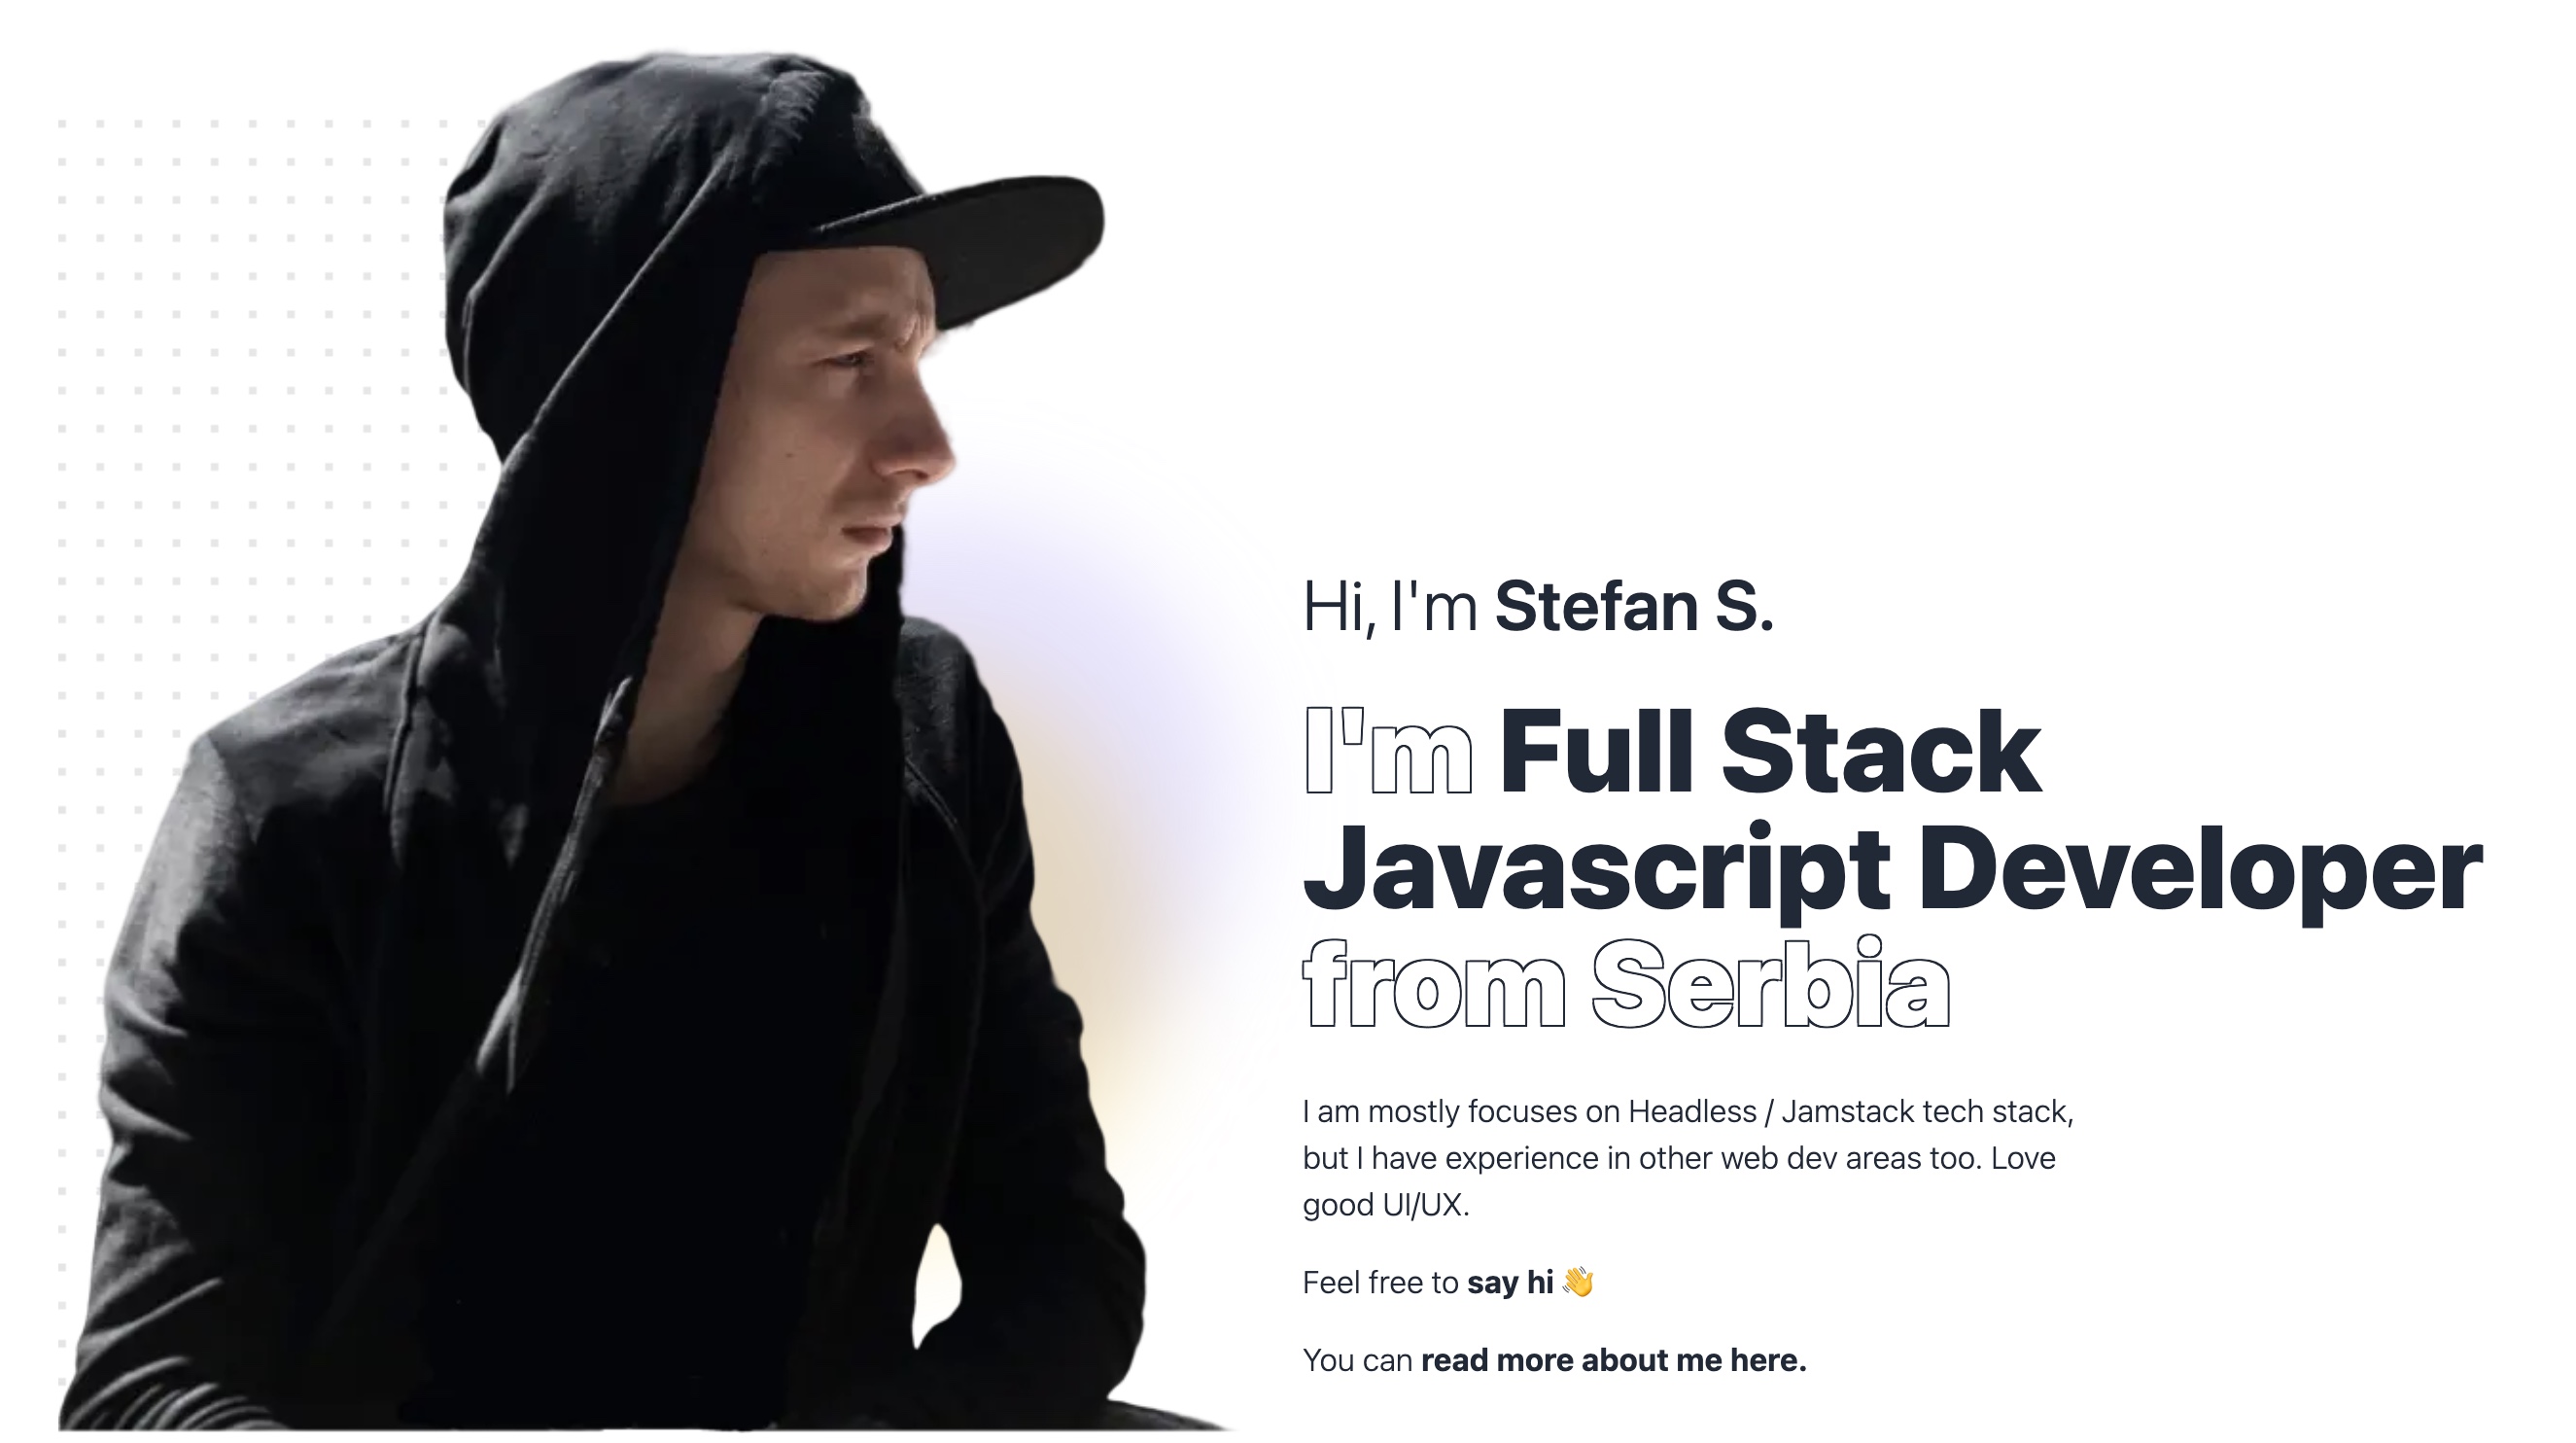 Hi, I'm Stefan S.
I'm Full Stack
Javascript Developer
from Serbia
I am mostly focuses on Headless / Jamstack tech stack,
but I have experience in other web dev areas too. Love
good UI/UX.
Feel free to say hi 👋
You can read more about me here.